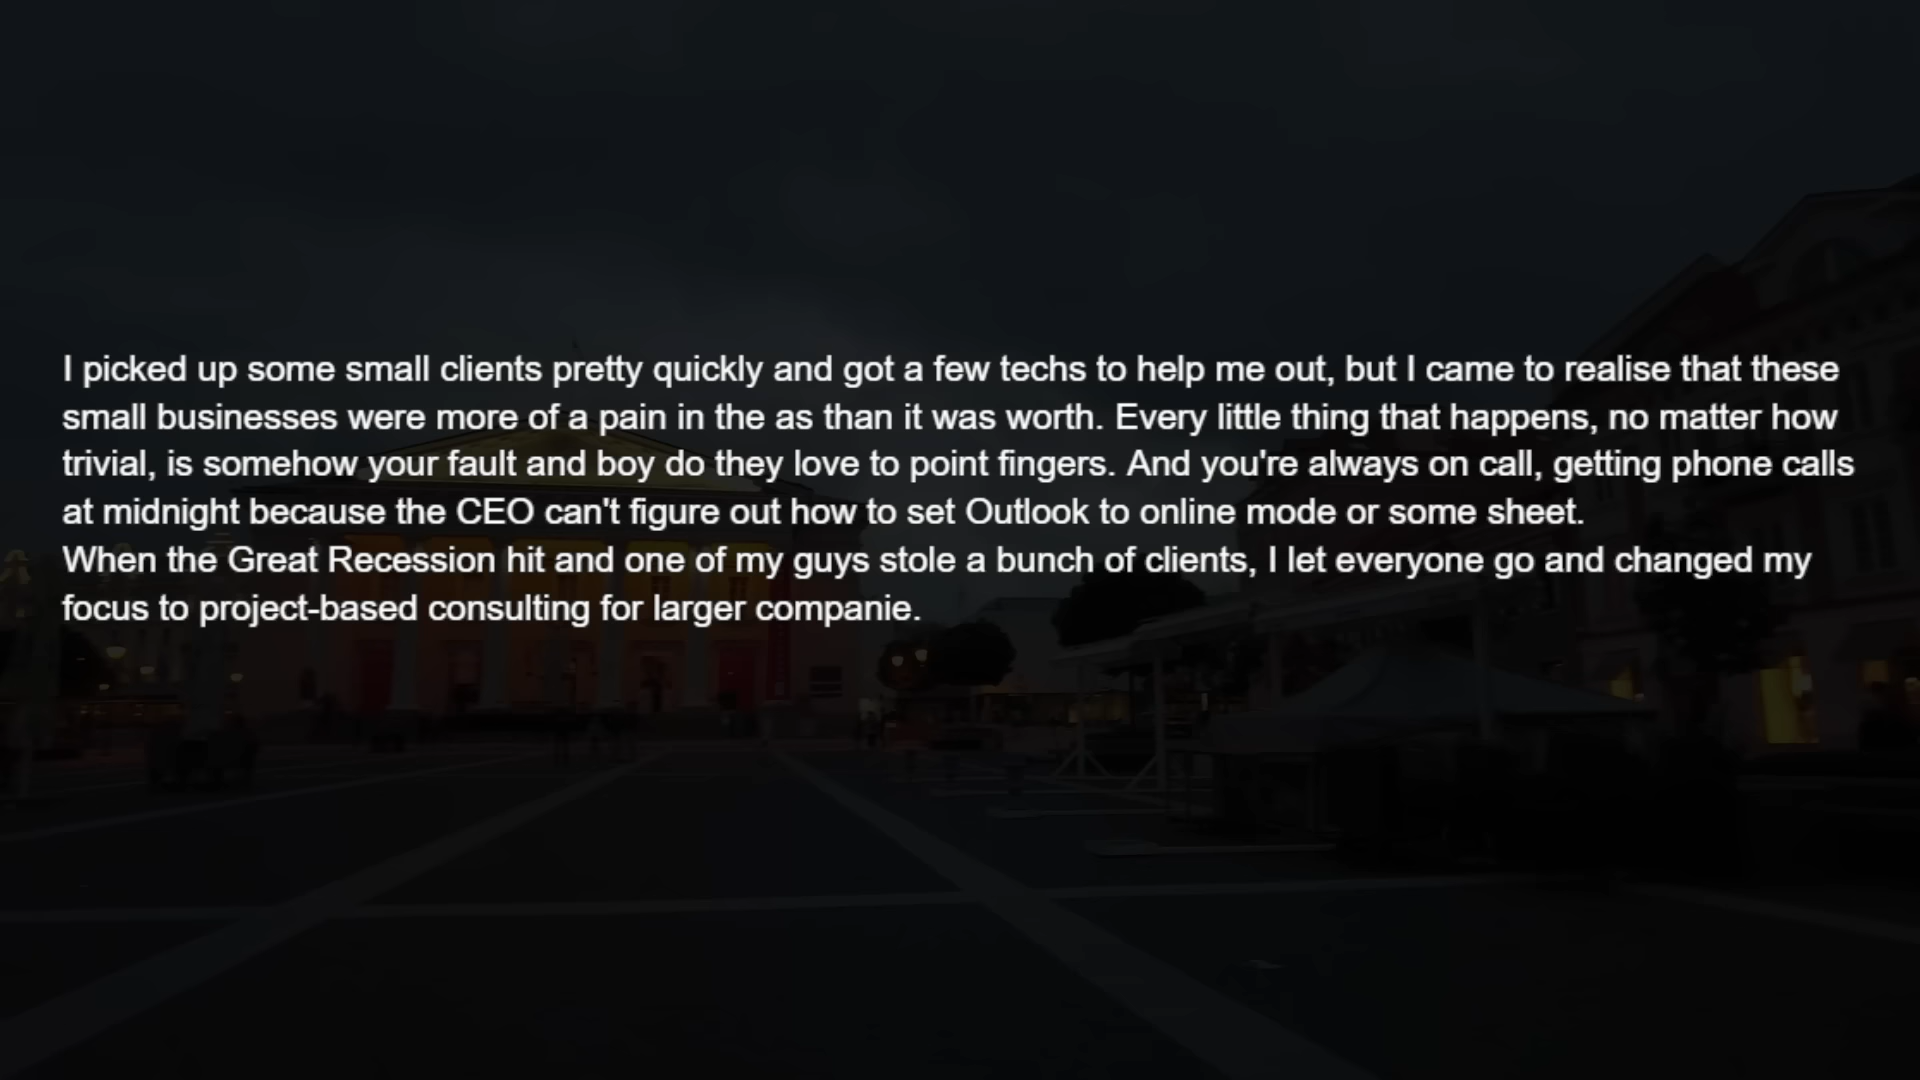 I picked up some small clients pretty quickly and got a few techs to help me out, but I came to realise that these
small businesses were more of a pain in the as than it was worth. Every little thing that happens, no matter how
trivial, is somehow your fault and boy do they love to point fingers. And you're always on call, getting phone calls
at midnight because the CEO can't figure out how to set Outlook to online mode or some sheet.
When the Great Recession hit and one of my guys stole a bunch of clients, I let everyone go and changed my
focus to project-based consulting for larger companie.